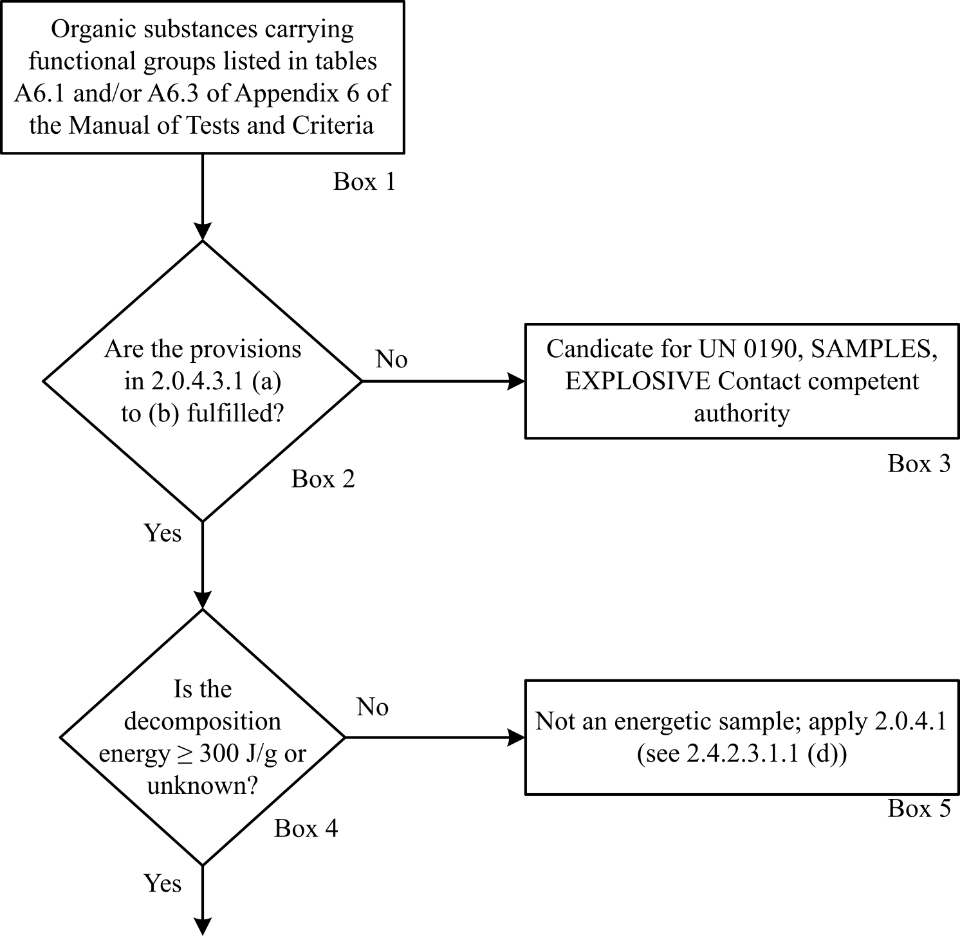 Organic substances carrying
functional groups listed in tables
A6.1 and/or A6.3 of Appendix 6 of
the Manual of Tests and Criteria
Box 1
Are the provisions
in 2.0.4.3.1 (a)
to (b) fulfilled?
No
Box 2
Candicate for UN 0190, SAMPLES,
EXPLOSIVE Contact competent
authority
Box 3
Yes
Is the
decomposition
energy ≥ 300 J/g or
unknown?
No
Box 4
Not an energetic sample; apply 2.0.4.1
(see 2.4.2.3.1.1 (d))
Box 5
Yes